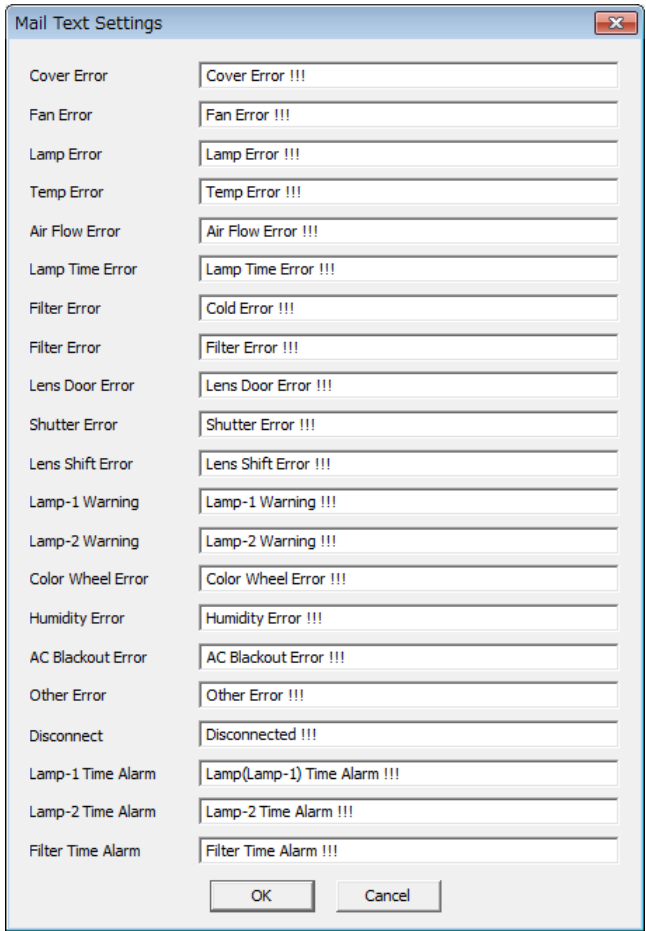 Mail Text Settings
Cover Error Cover Error !!!
Fan Error Fan Error !!!
Lamp Error Lamp Error !!!
Temp Error Temp Error !!!
Air Flow Error Air Flow Error !!!
Lamp Time Error Lamp Time Error !!!
Filter Error Cold Error !!!
Filter Error Filter Error !!!
Lens Door Error Lens Door Error !!!
Shutter Error Shutter Error !!!
Lens Shift Error Lens Shift Error !!!
Lamp-1 Warning Lamp-1 Warning !!!
Lamp-2 Warning Lamp-2 Warning !!!
Color Wheel Error Color Wheel Error !!!
Humidity Error Humidity Error !!!
AC Blackout Error AC Blackout Error !!!
Other Error Other Error !!!
Disconnect Disconnected !!!
Lamp-1 Time Alarm Lamp(Lamp-1) Time Alarm !!!
Lamp-2 Time Alarm Lamp-2 Time Alarm !!!
Filter Time Alarm Filter Time Alarm !!!
OK Cancel